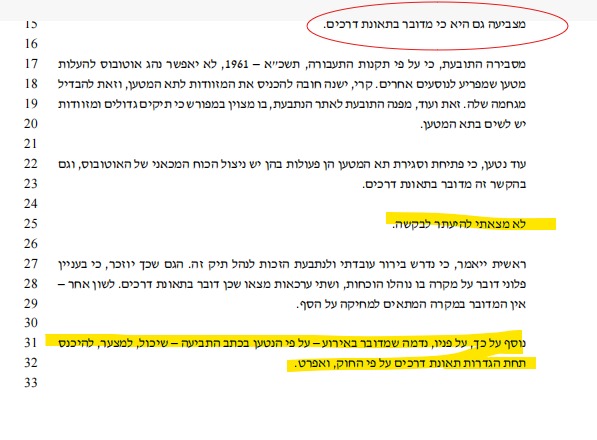 15 מצביעה גם היא כי מדובר בתאונת דרכים.
16
17 מסבירה התובעת, כי על פי תקנות התעבורה, תשכ״א – 1961, לא יאפשר נהג אוטובוס להעלות
18 מטען שמפריע לנוסעים אחרים. קרי, ישנה חובה להכניס את המזוודות לתא המטען, וזאת להבדיל
19 מגחמה שלה. זאת ועוד, מפנה התובעת לאתר הנתבעת, בו מצוין במפורש כי תיקים גדולים ומזוודות
20 יש לשים בתא המטען.
21
22 עוד נטען, כי פתיחת וסגירת תא המטען הן פעולות בהן יש ניצול הכוח המכאני של האוטובוס, וגם
23 בהקשר זה מדובר בתאונת דרכים.
24
25 לא מצאתי להיעתר לבקשה.
26
27 ראשית ייאמר, כי נדרש בירור עובדתי ולנתבעת הזכות לנהל תיק זה. הגם שכך יוזכר, כי בעניין
28 פלוני דובר על מקרה בו נוהלו הוכחות, ושתי ערכאות מצאו שכן דובר בתאונת דרכים. לשון אחר –
29 אין המדובר במקרה המתאים למחיקה על הסף.
30
31 נוסף על כך, על פניו, נדמה שמדובר באירוע – על פי הנטען בכתב התביעה – שיכול, למצער, להיכנס
32 תחת הגדרות תאונת דרכים על פי החוק, ואפרט.
33